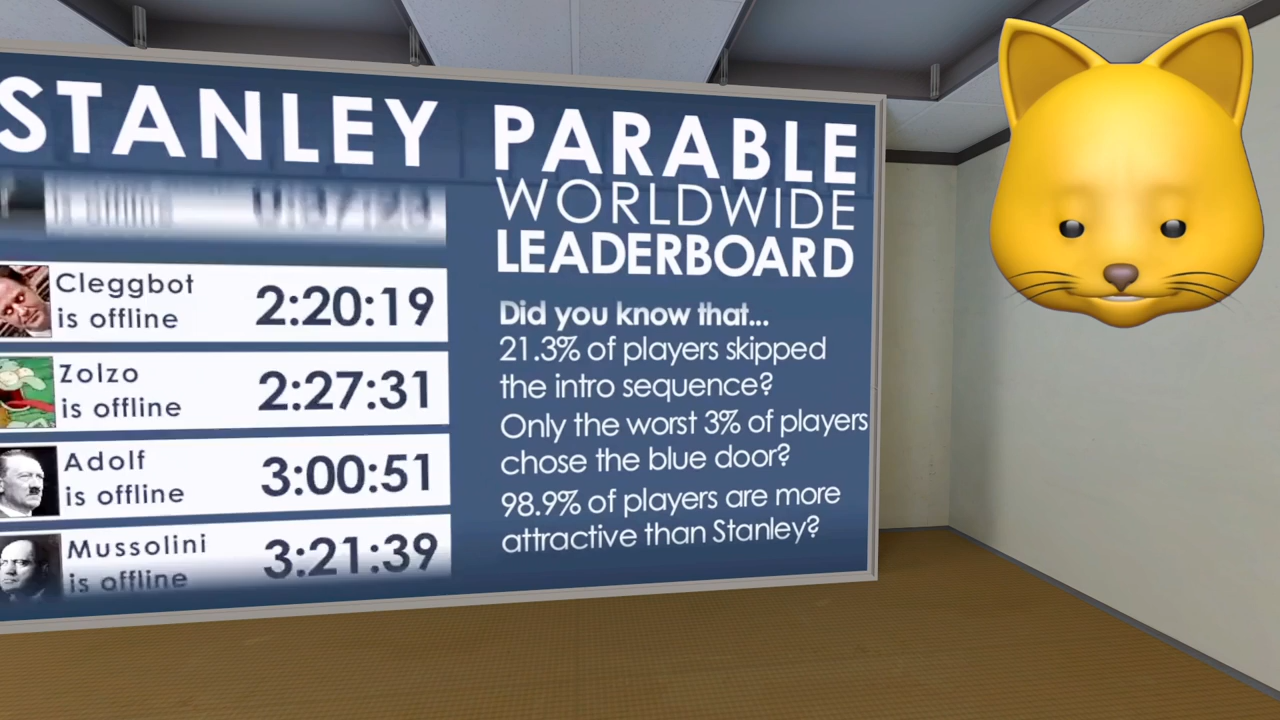 STANLEY PARABLE
WORLDWIDE
LEADERBOARD
Cleggbot
is offline
2:20:19
Zolzo
is offline
2:27:31
Adolf
is offline
3:00:51
Mussolini
is offline
3:21:39
Did you know that...
21.3% of players skipped
the intro sequence?
Only the worst 3% of players
chose the blue door?
98.9% of players are more
attractive than Stanley?